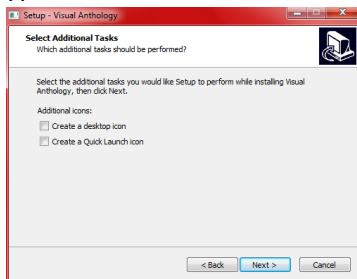 Setup - Visual Anthology
Select Additional Tasks
Which additional tasks should be performed?
Select the additional tasks you would like Setup to perform while installing Visual
Anthology, then click Next.
Additional icons:
Create a desktop icon
Create a Quick Launch icon
< Back Next > Cancel